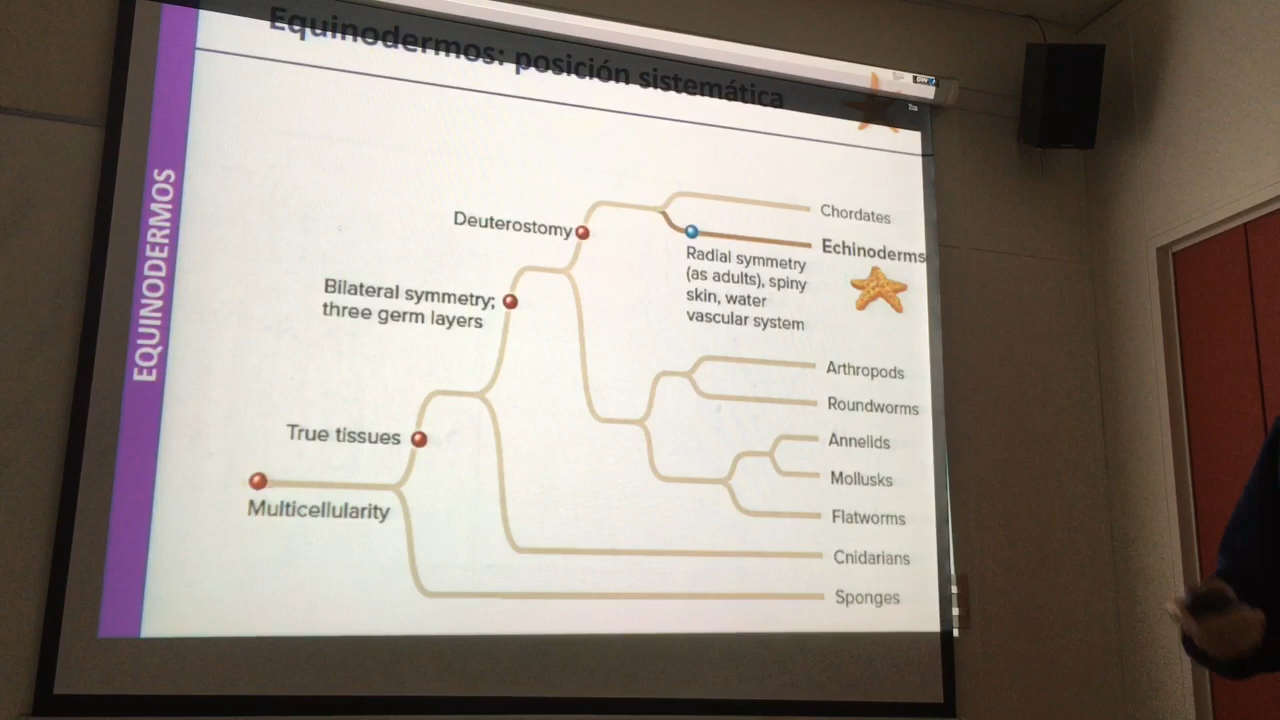 Equinodermos: posición sistemática
EQUINODERMOS
Chordates
Deuterostomy
Echinoderms
Radial symmetry
(as adults), spiny
skin, water
vascular system
Bilateral symmetry;
three germ layers
Arthropods
Roundworms
True tissues
Annelids
Mollusks
Multicellularity
Flatworms
Cnidarians
Sponges